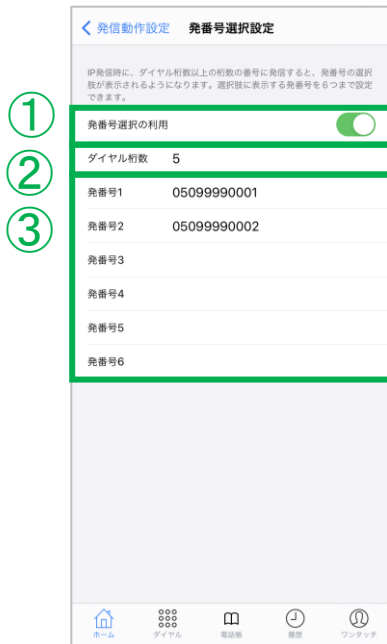 発信動作設定 発番号選択設定
IP発信時に、ダイヤル桁数以上の桁数の番号に発信すると、発番号の選択
肢が表示されるようになります。選択肢に表示する発番号を6つまで設定
できます。
① 発番号選択の利用
② ダイヤル桁数 5
発番号1 05099990001
③ 発番号2 05099990002
発番号3
発番号4
発番号5
発番号6
ホーム ダイヤル 電話帳 履歴 ワンタッチ